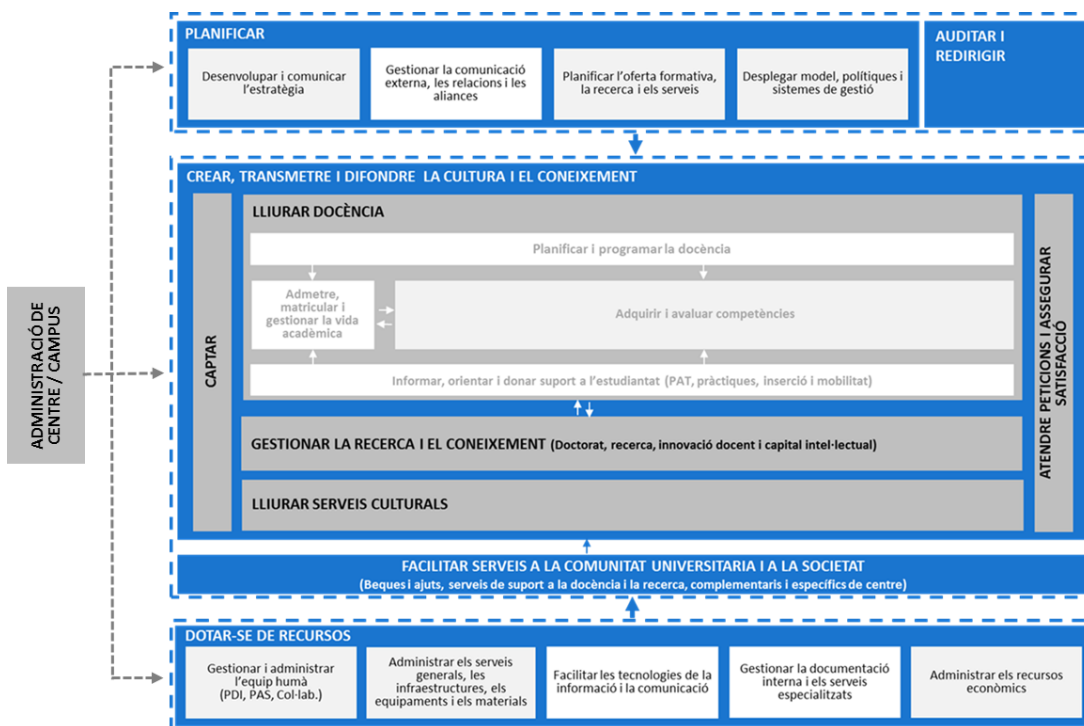 PLANIFICAR
AUDITAR I
REDIRIGIR
Desenvolupar i comunicar
l'estratègia
Gestionar la comunicació
externa, les relacions i les
aliances
Planificar l'oferta formativa,
la recerca i els serveis
Desplegar model, polítiques i
sistemes de gestió
ADMINISTRACIÓ DE
CENTRE / CAMPUS
CREAR, TRANSMETRE I DIFONDRE LA CULTURA I EL CONEIXEMENT
CAPTAR
LLIURAR DOCÈNCIA
Planificar i programar la docència
Admetre,
matricular i
gestionar la vida
acadèmica
Adquirir i avaluar competències
Informar, orientar i donar suport a l'estudiantat (PAT, pràctiques, inserció i mobilitat)
GESTIONAR LA RECERCA I EL CONEIXEMENT (Doctorat, recerca, innovació docent i capital intel·lectual)
LLIURAR SERVEIS CULTURALS
ATENDRE PETICIONS I ASSEGURAR
SATISFACCIÓ
FACILITAR SERVEIS A LA COMUNITAT UNIVERSITARIA I A LA SOCIETAT
(Beques i ajuts, serveis de suport a la docència i la recerca, complementaris i específics de centre)
DOTAR-SE DE RECURSOS
Gestionar i administrar
l'equip humà
(PDI, PAS, Col·lab.)
Administrar els serveis
generals, les
infraestructures, els
equipaments i els materials
Facilitar les tecnologies de la
informació i la comunicació
Gestionar la documentació
interna i els serveis
especialitzats
Administrar els recursos
econòmics